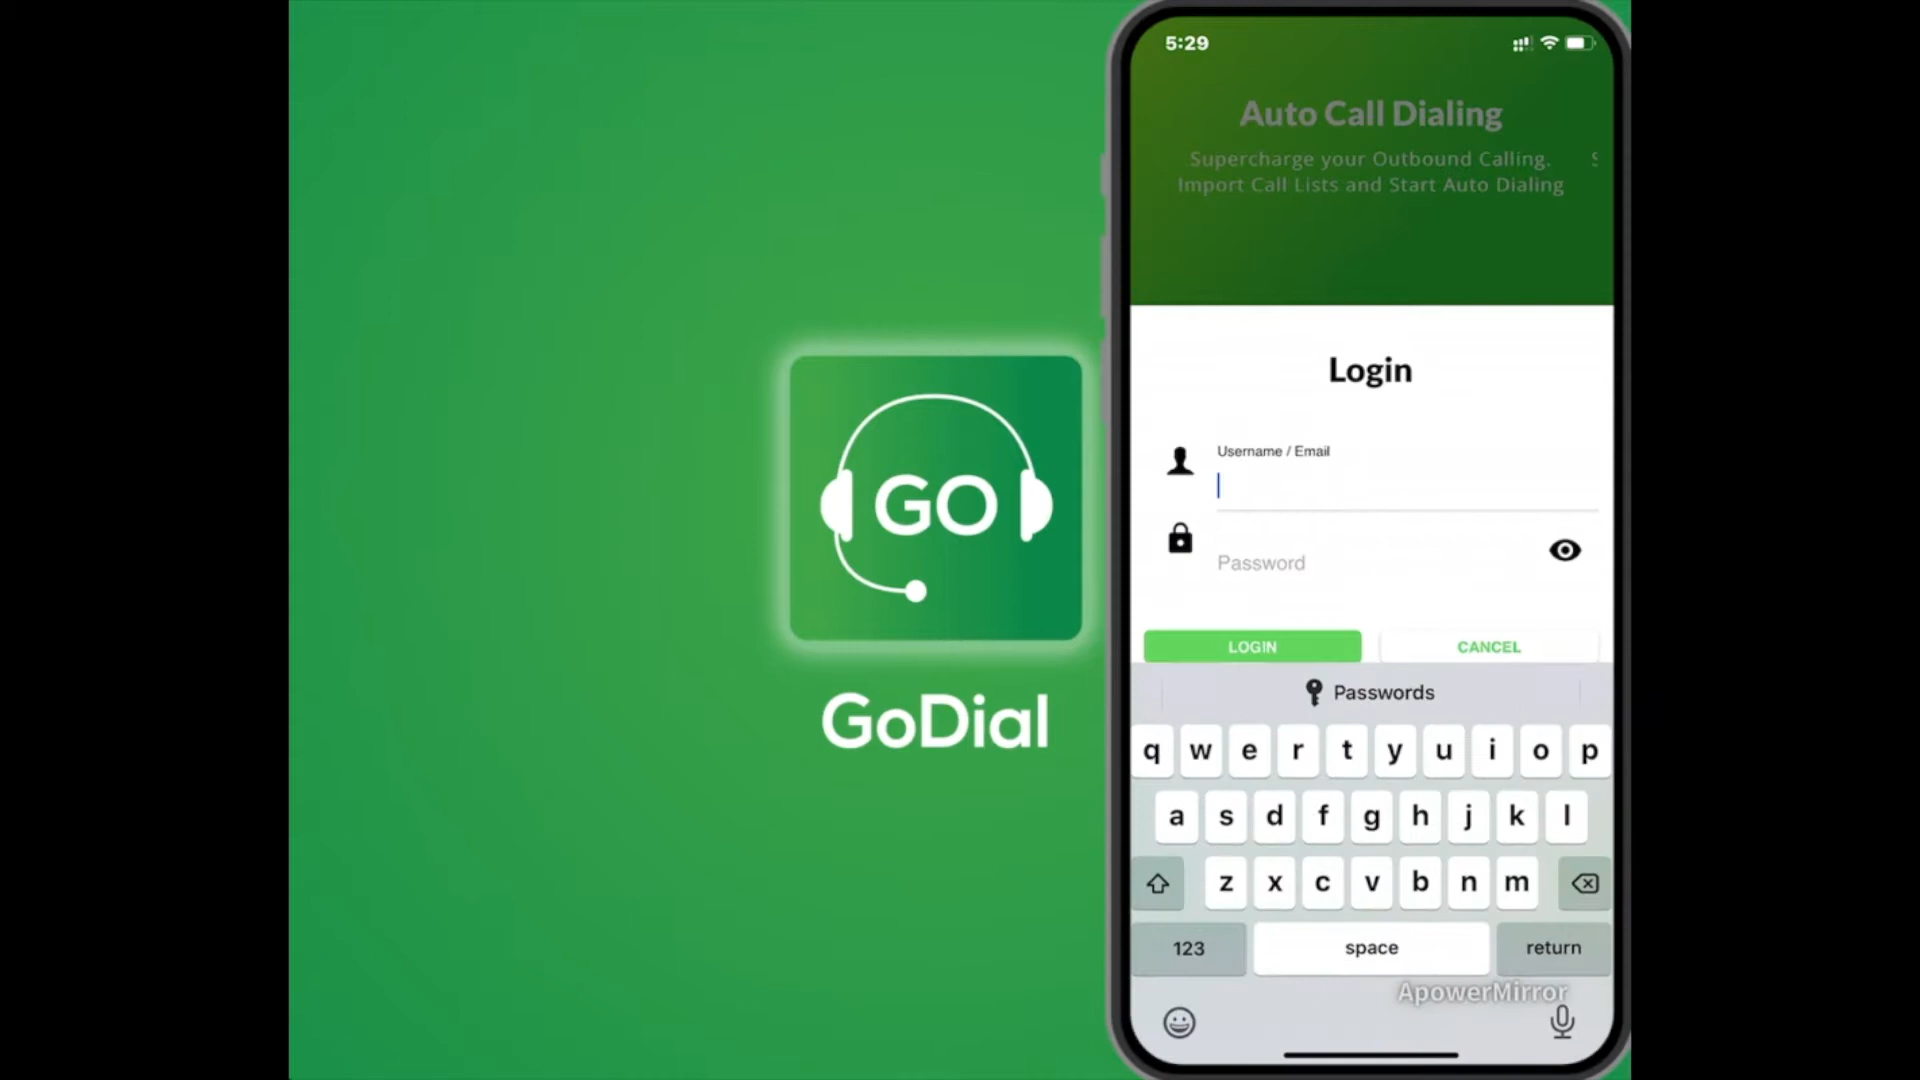 GO
GoDial
5:29
Auto Call Dialing
Supercharge your Outbound Calling.
Import Call Lists and Start Auto Dialing
S
Login
Username / Email
Password
LOGIN
CANCEL
Passwords
q w e r t y u i o p
a s d f g h j k l
z x c v b n m
123 space return
ApowerMirror